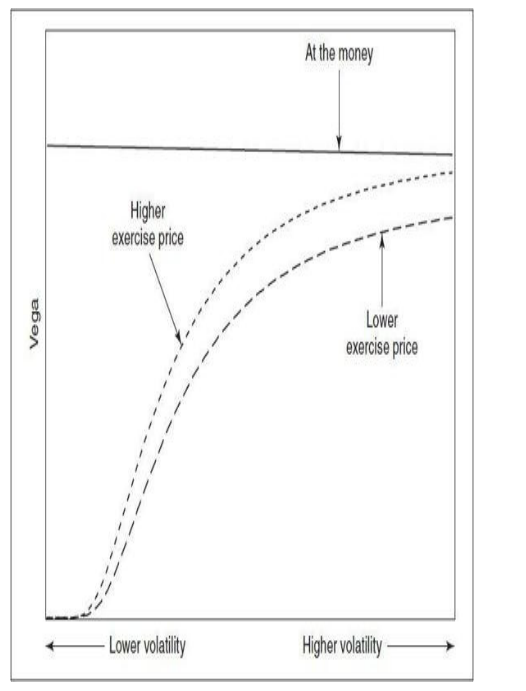 At the money
Higher
exercise price
Vega
Lower
exercise price
Lower volatility
Higher volatility